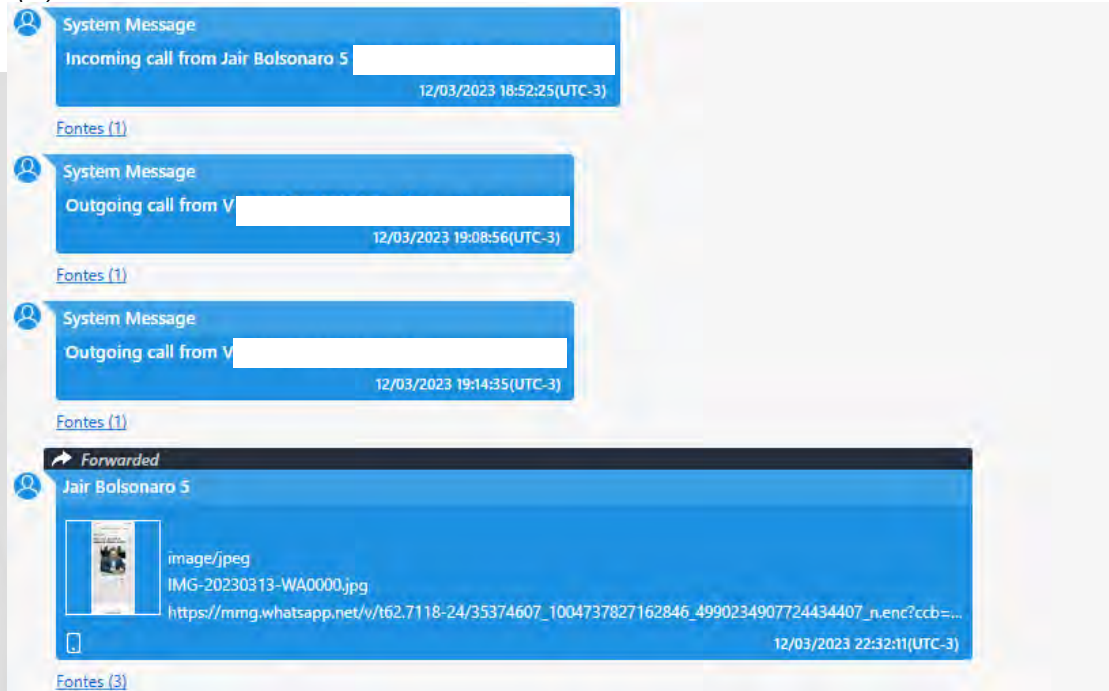 System Message
Incoming call from Jair Bolsonaro 5
12/03/2023 18:52:25(UTC-3)
Fontes (1)
System Message
Outgoing call from V
12/03/2023 19:08:56(UTC-3)
Fontes (1)
System Message
Outgoing call from V
12/03/2023 19:14:35(UTC-3)
Fontes (1)
Forwarded
Jair Bolsonaro 5
image/jpeg
IMG-20230313-WA0000.jpg
https://mmg.whatsapp.net/v/t62.7118-24/35374607_1004737827162846_4990234907724434407_n.enc?ccb=...
12/03/2023 22:32:11(UTC-3)
Fontes (3)